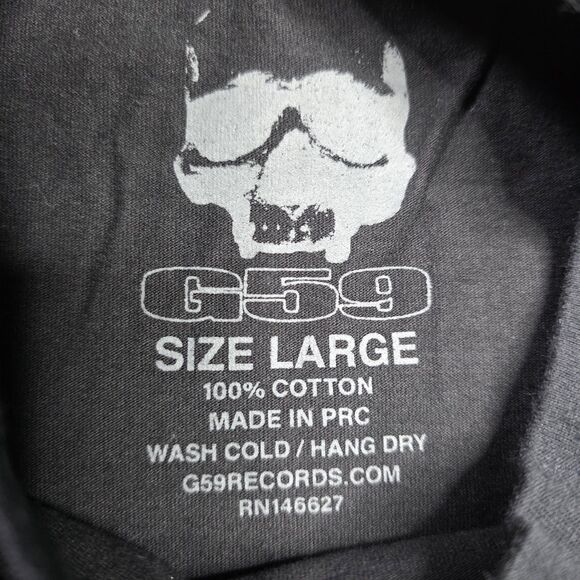 G59
SIZE LARGE
100% COTTON
MADE IN PRC
WASH COLD / HANG DRY
G59RECORDS.COM
RN146627